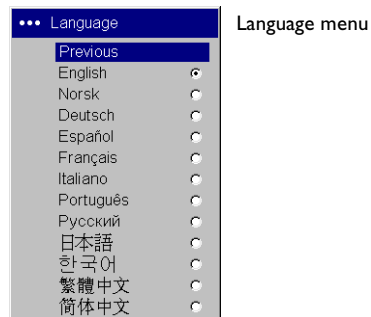 ••• Language
Language menu
Previous
English
Norsk
Deutsch
Español
Français
Italiano
Português
Русский
日本語
한국어
繁體中文
简体中文